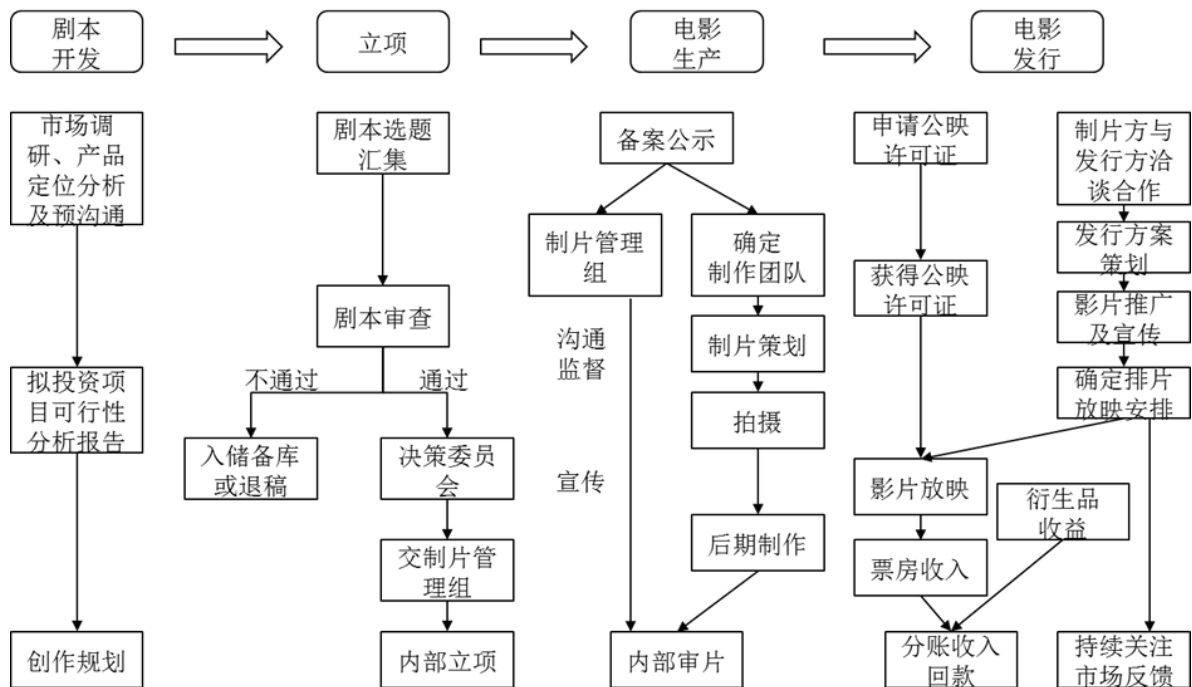 剧本
开发
立项
电影
生产
电影
发行
市场调
研、产品
定位分析
及预沟通
拟投资项
目可行性
分析报告
创作规划
剧本选题
汇集
剧本审查
不通过
通过
入储备库
或退稿
决策委员
会
交制片管
理组
内部立项
备案公示
制片管理
组
确定
制作团队
沟通
监督
制片策划
拍摄
宣传
后期制作
内部审片
申请公映
许可证
获得公映
许可证
影片放映
票房收入
衍生品
收益
分账收入
回款
制片方与
发行方洽
谈合作
发行方案
策划
影片推广
及宣传
确定排片
放映安排
持续关注
市场反馈